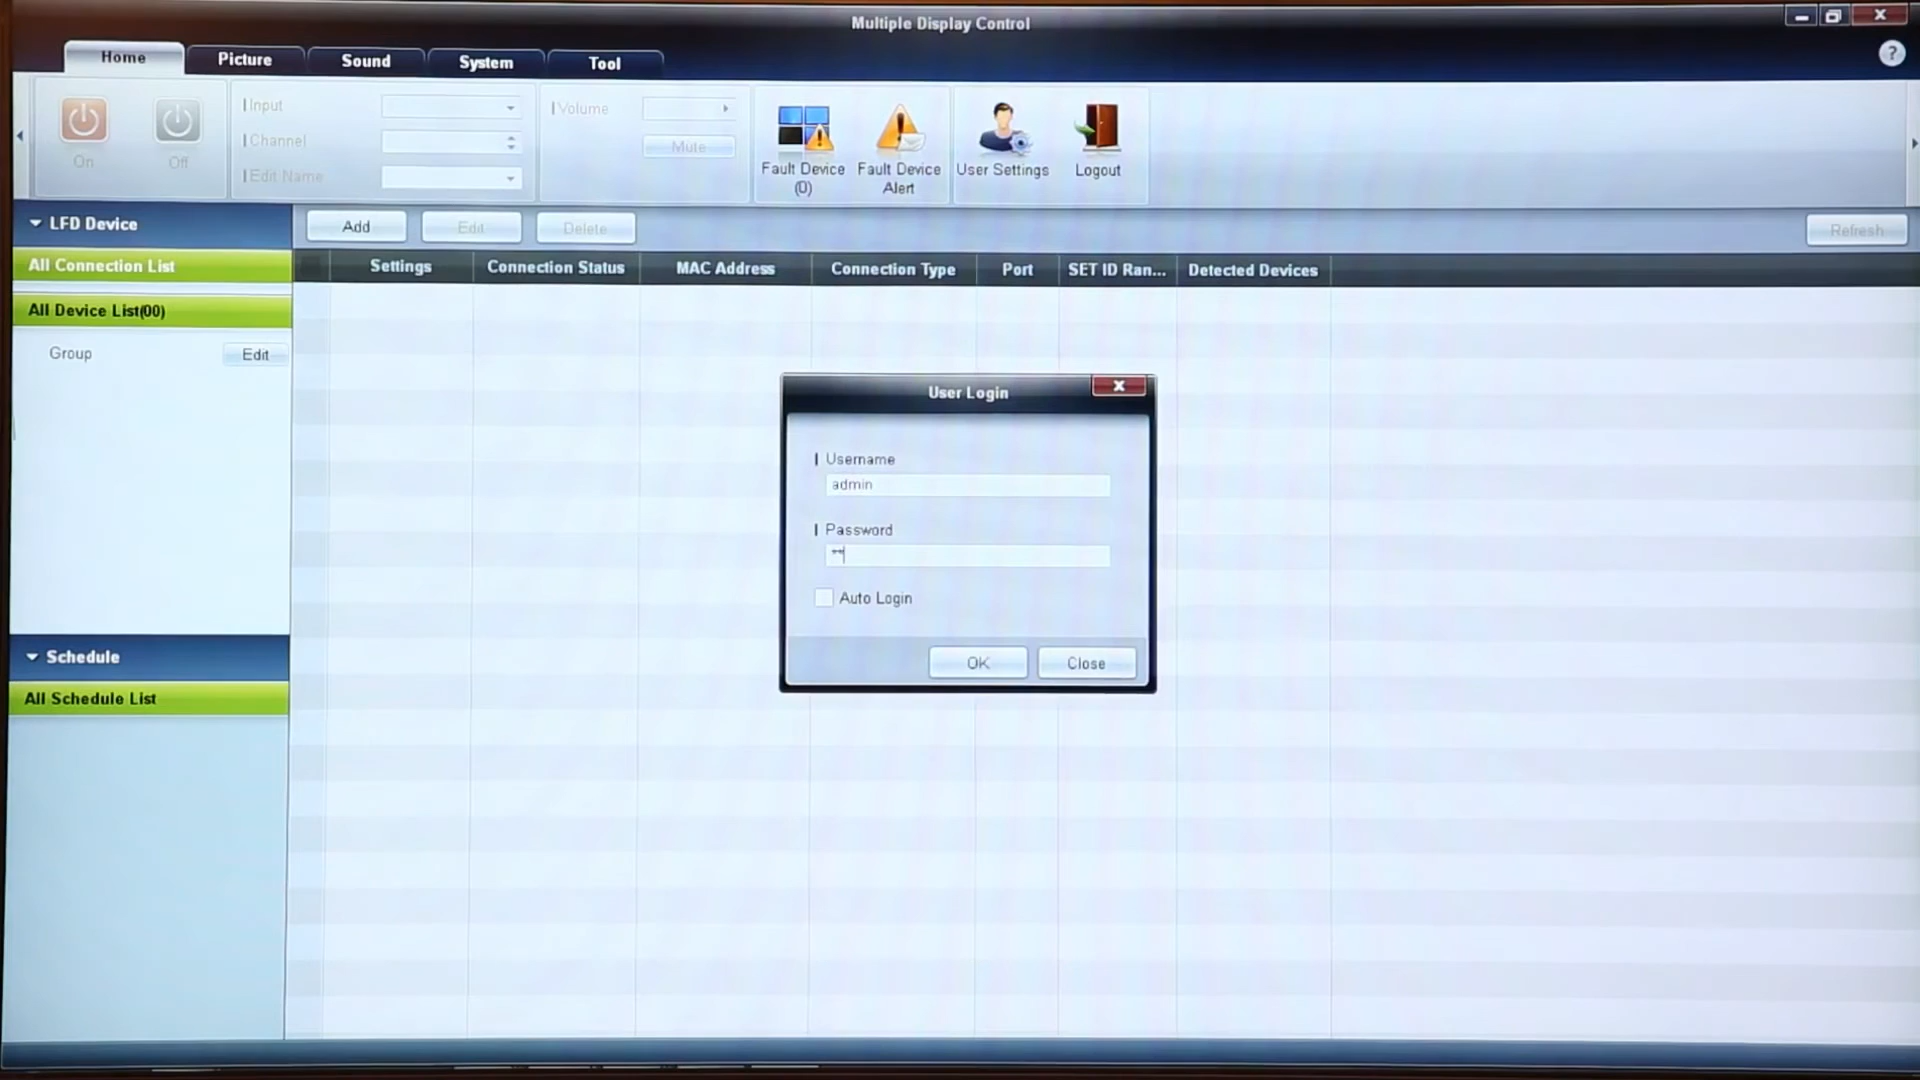 Multiple Display Control
Home Picture Sound System Tool
?
On Off
Input
Channel
Edit Name
Volume
Mute
Fault Device
(0)
Fault Device
Alert
User Settings
Logout
LFD Device
Add Edit Delete Refresh
All Connection List
Settings Connection Status MAC Address Connection Type Port SET ID Ran... Detected Devices
All Device List(00)
Group Edit
User Login
Username
admin
Password
**
Auto Login
OK Close
Schedule
All Schedule List